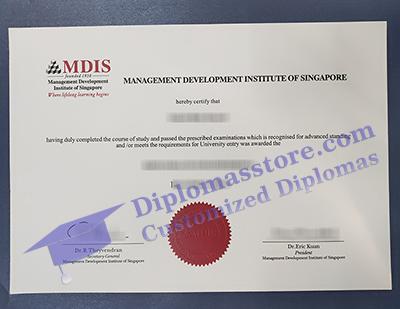 MDIS
founded 1956
Management Development
Institute of Singapore
Where lifelong learning begins
MANAGEMENT DEVELOPMENT INSTITUTE OF SINGAPORE
hereby certify that
having duly completed the course of study and passed the prescribed examinations which is recognised for advanced standing
and/or meets the requirements for University entry was awarded the
Diplomasstore.com
Customized Diplomas
Dr.R.Theyvendran
Secretary General
Management Development Institute of Singapore
Dr.Eric Kuan
President
Management Development Institute of Singapore